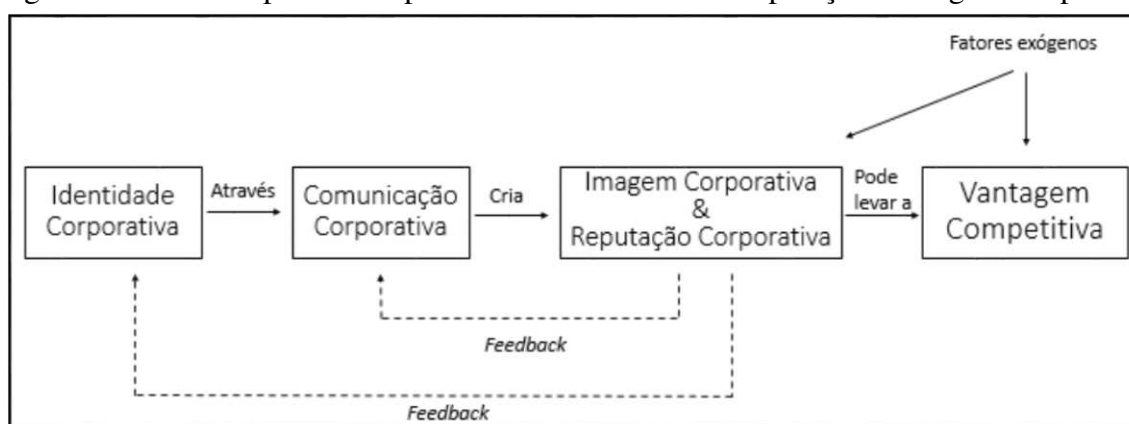 Fatores exógenos
Identidade
Corporativa
Através
Comunicação
Corporativa
Cria
Imagem Corporativa
&
Reputação Corporativa
Pode
levar a
Vantagem
Competitiva
Feedback
Feedback